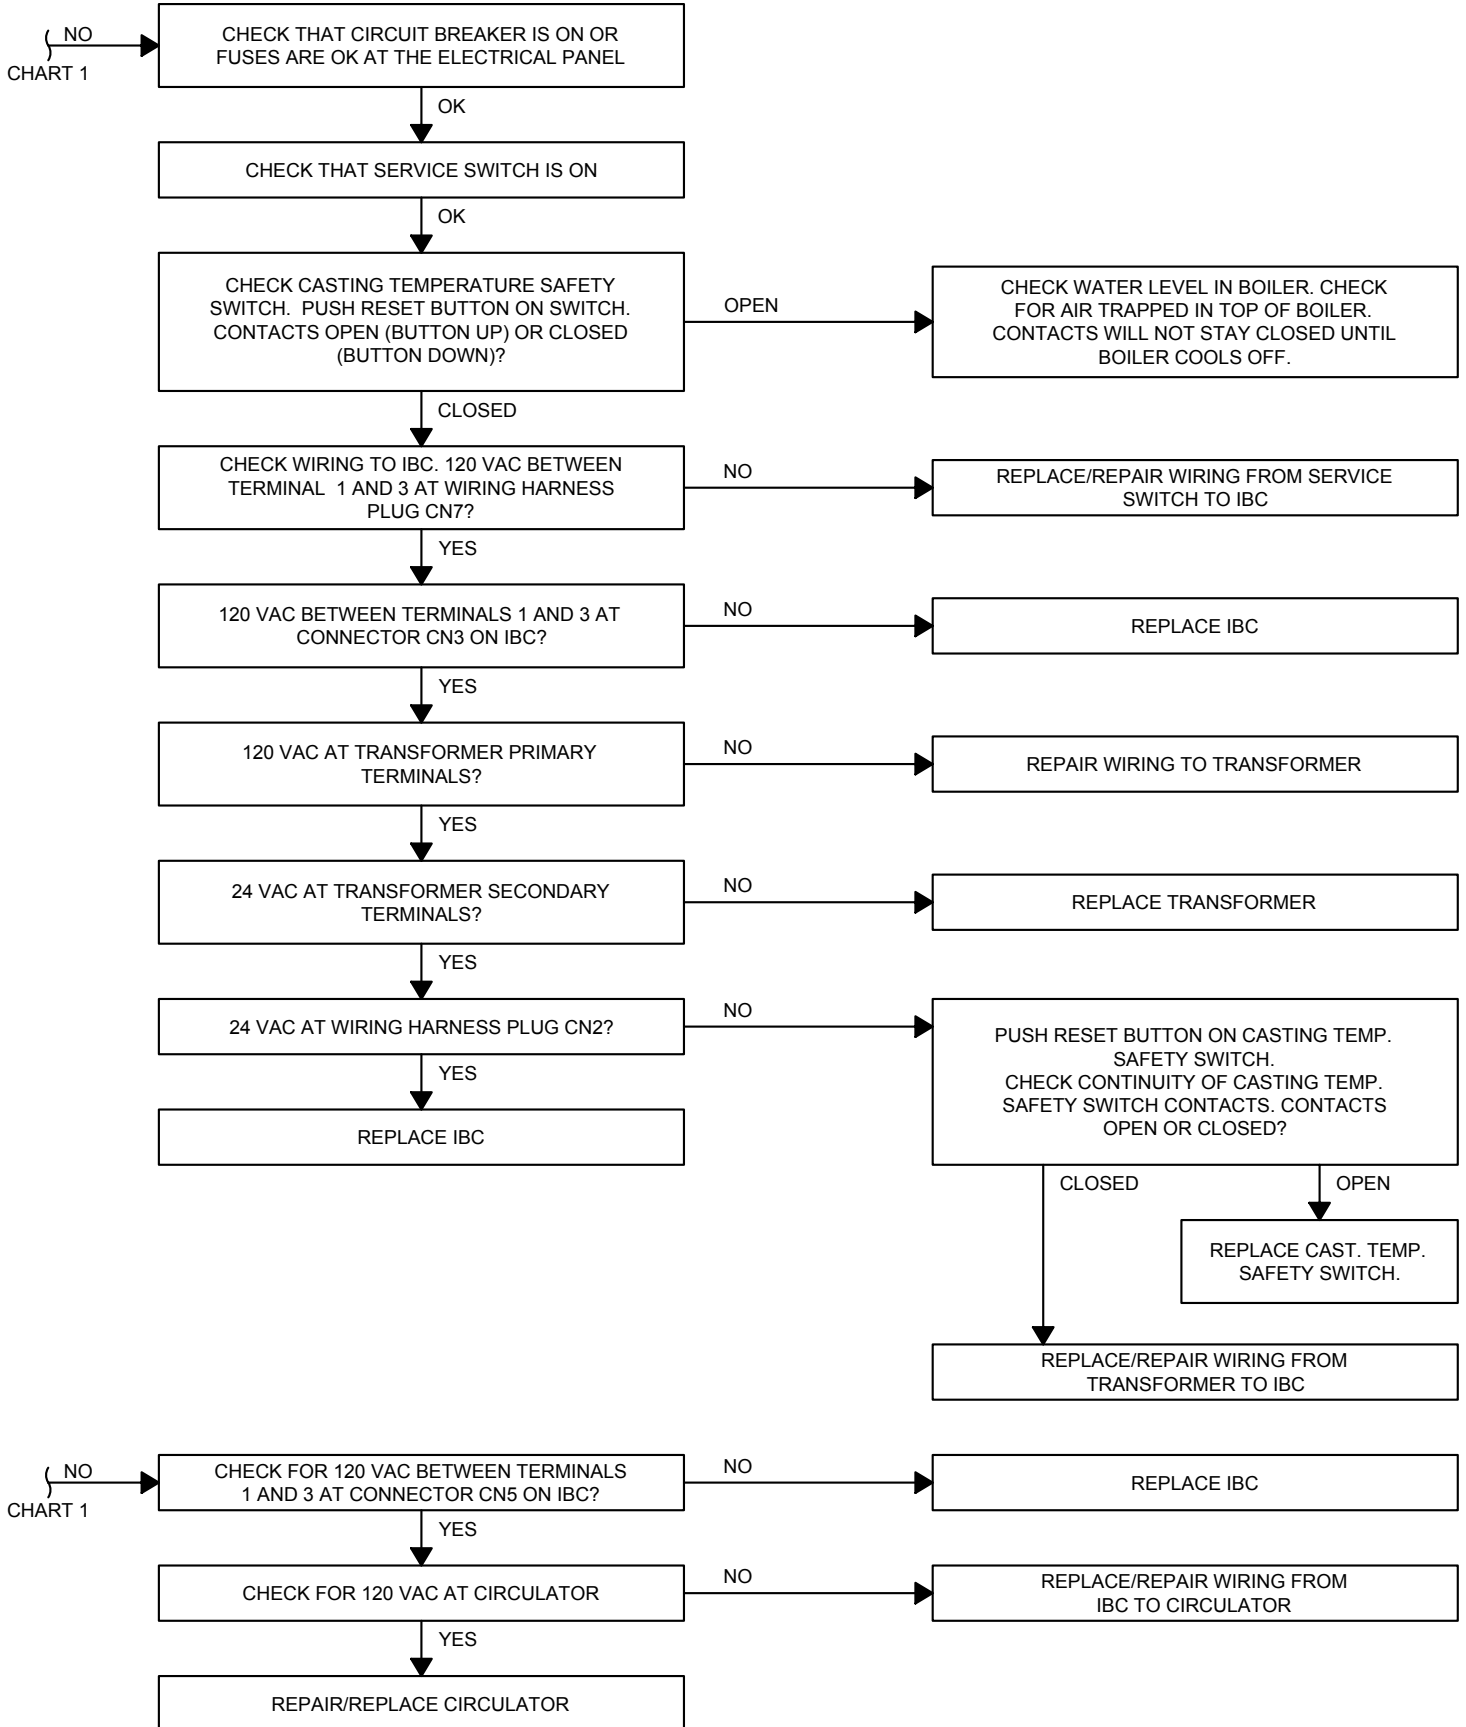 NO
CHART 1
CHECK THAT CIRCUIT BREAKER IS ON OR
FUSES ARE OK AT THE ELECTRICAL PANEL
OK
CHECK THAT SERVICE SWITCH IS ON
OK
CHECK CASTING TEMPERATURE SAFETY
SWITCH. PUSH RESET BUTTON ON SWITCH.
CONTACTS OPEN (BUTTON UP) OR CLOSED
(BUTTON DOWN)?
OPEN
CHECK WATER LEVEL IN BOILER. CHECK
FOR AIR TRAPPED IN TOP OF BOILER.
CONTACTS WILL NOT STAY CLOSED UNTIL
BOILER COOLS OFF.
CLOSED
CHECK WIRING TO IBC. 120 VAC BETWEEN
TERMINAL 1 AND 3 AT WIRING HARNESS
PLUG CN7?
NO
REPLACE/REPAIR WIRING FROM SERVICE
SWITCH TO IBC
YES
120 VAC BETWEEN TERMINALS 1 AND 3 AT
CONNECTOR CN3 ON IBC?
NO
REPLACE IBC
YES
120 VAC AT TRANSFORMER PRIMARY
TERMINALS?
NO
REPAIR WIRING TO TRANSFORMER
YES
24 VAC AT TRANSFORMER SECONDARY
TERMINALS?
NO
REPLACE TRANSFORMER
YES
24 VAC AT WIRING HARNESS PLUG CN2?
NO
PUSH RESET BUTTON ON CASTING TEMP.
SAFETY SWITCH.
CHECK CONTINUITY OF CASTING TEMP.
SAFETY SWITCH CONTACTS. CONTACTS
OPEN OR CLOSED?
YES
REPLACE IBC
CLOSED
OPEN
REPLACE CAST. TEMP.
SAFETY SWITCH.
REPLACE/REPAIR WIRING FROM
TRANSFORMER TO IBC
NO
CHART 1
CHECK FOR 120 VAC BETWEEN TERMINALS
1 AND 3 AT CONNECTOR CN5 ON IBC?
NO
REPLACE IBC
YES
CHECK FOR 120 VAC AT CIRCULATOR
NO
REPLACE/REPAIR WIRING FROM
IBC TO CIRCULATOR
YES
REPAIR/REPLACE CIRCULATOR